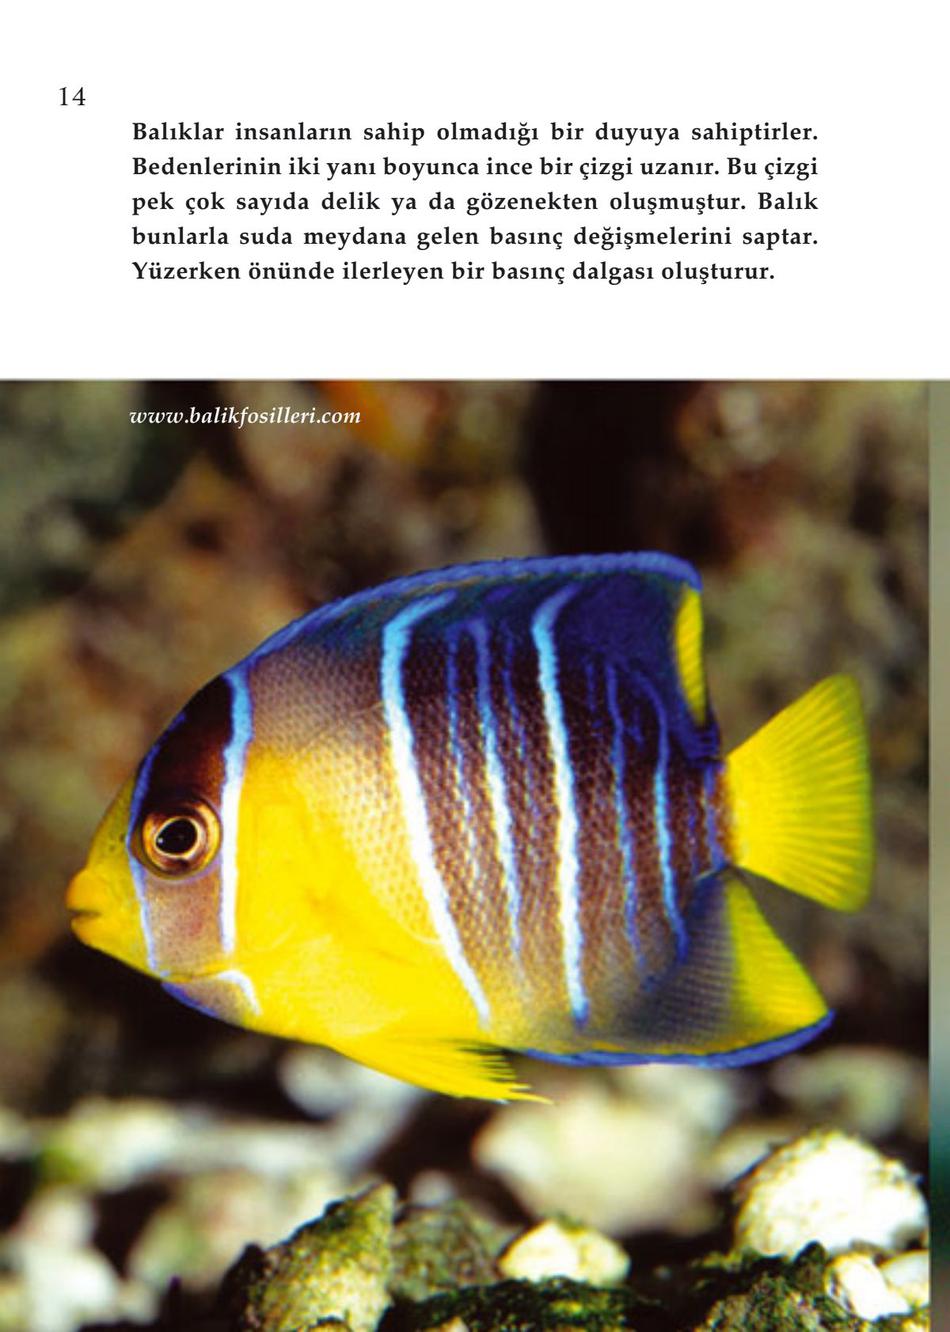 14
Balıklar insanların sahip olmadığı bir duyuya sahiptirler.
Bedenlerinin iki yanı boyunca ince bir çizgi uzanır. Bu çizgi
pek çok sayıda delik ya da gözenekten oluşmuştur. Balık
bunlarla suda meydana gelen basınç değişmelerini saptar.
Yüzerken önünde ilerleyen bir basınç dalgası oluşturur.
www.balikfosilleri.com